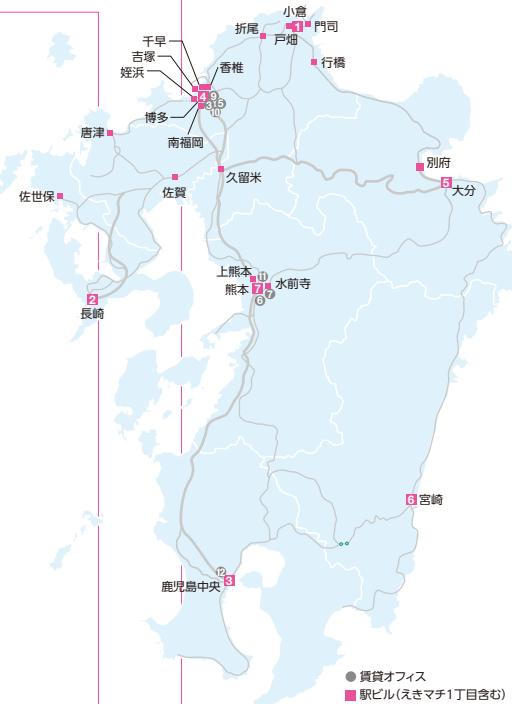 小倉
1
門司
折尾
戸畑
行橋
千早
吉塚
香椎
姪浜
4
9
3
15
10
博多
南福岡
唐津
佐世保
佐賀
久留米
別府
5
大分
2
長崎
上熊本
11
熊本
7
水前寺
6
7
6
宮崎
12
3
鹿児島中央
賃貸オフィス
駅ビル(えきマチ1丁目含む)